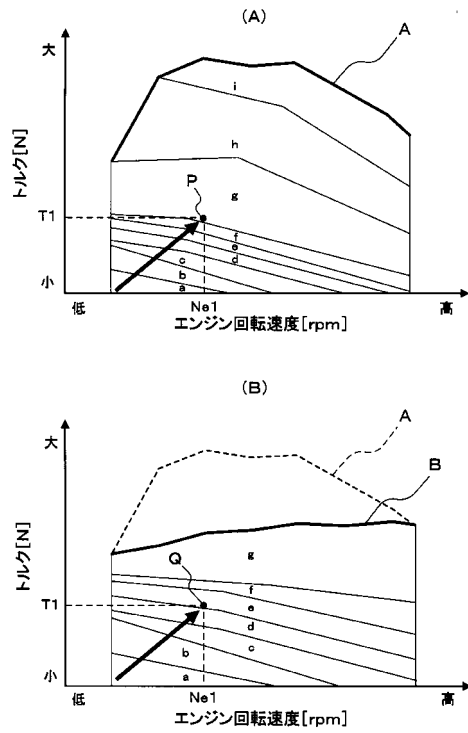 (A)
トルク[N]
大
A
i
h
P
g
T1
f
e
d
c
b
a
小
低
Ne1
高
エンジン回転速度[rpm]
(B)
トルク[N]
大
A
B
g
Q
f
T1
e
d
c
b
a
小
低
Ne1
高
エンジン回転速度[rpm]